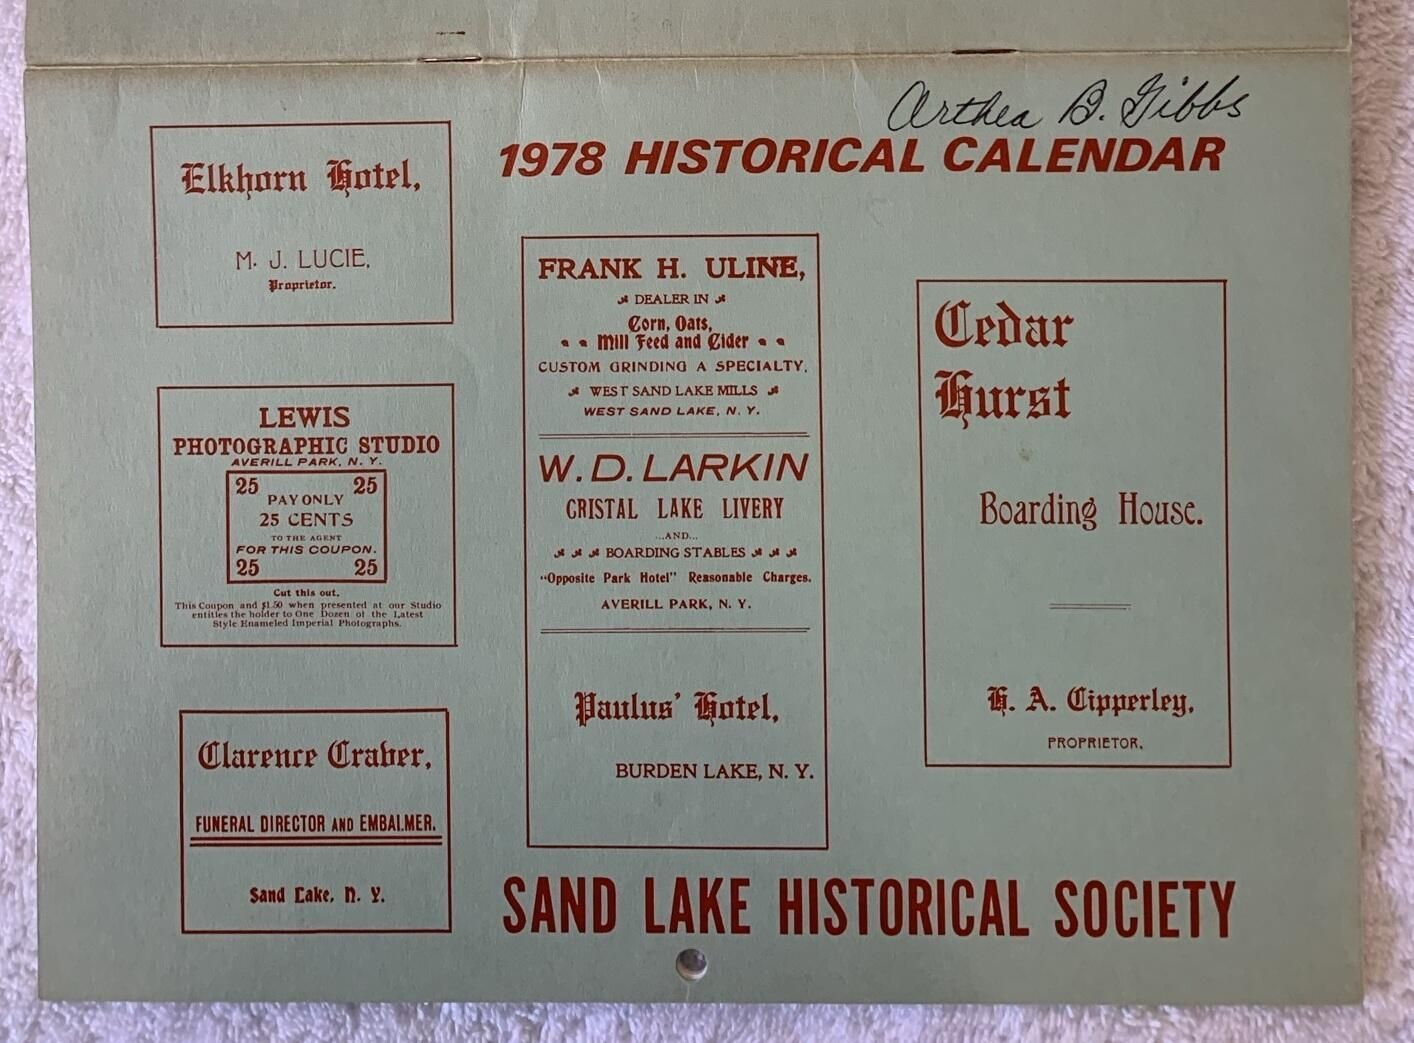 Arthea B. Gibbs
1978 HISTORICAL CALENDAR
Elkhorn Hotel,
M. J. LUCIE,
Proprietor.
LEWIS
PHOTOGRAPHIC STUDIO
AVERILL PARK, N. Y.
25 25
PAY ONLY
25 CENTS
TO THE AGENT
FOR THIS COUPON.
25 25
Cut this out.
This Coupon and $1.50 when presented at our Studio
entitles the holder to One Dozen of the Latest
Style Enameled Imperial Photographs.
Clarence Craver,
FUNERAL DIRECTOR AND EMBALMER.
Sand Lake, N. Y.
FRANK H. ULINE,
DEALER IN
Corn, Oats,
Mill Feed and Cider
CUSTOM GRINDING A SPECIALTY.
WEST SAND LAKE MILLS
WEST SAND LAKE, N. Y.
W. D. LARKIN
CRISTAL LAKE LIVERY
...AND...
BOARDING STABLES
"Opposite Park Hotel" Reasonable Charges.
AVERILL PARK, N. Y.
Paulus' Hotel,
BURDEN LAKE, N. Y.
Cedar
Hurst
Boarding House.
H. A. Cipperley,
PROPRIETOR.
SAND LAKE HISTORICAL SOCIETY